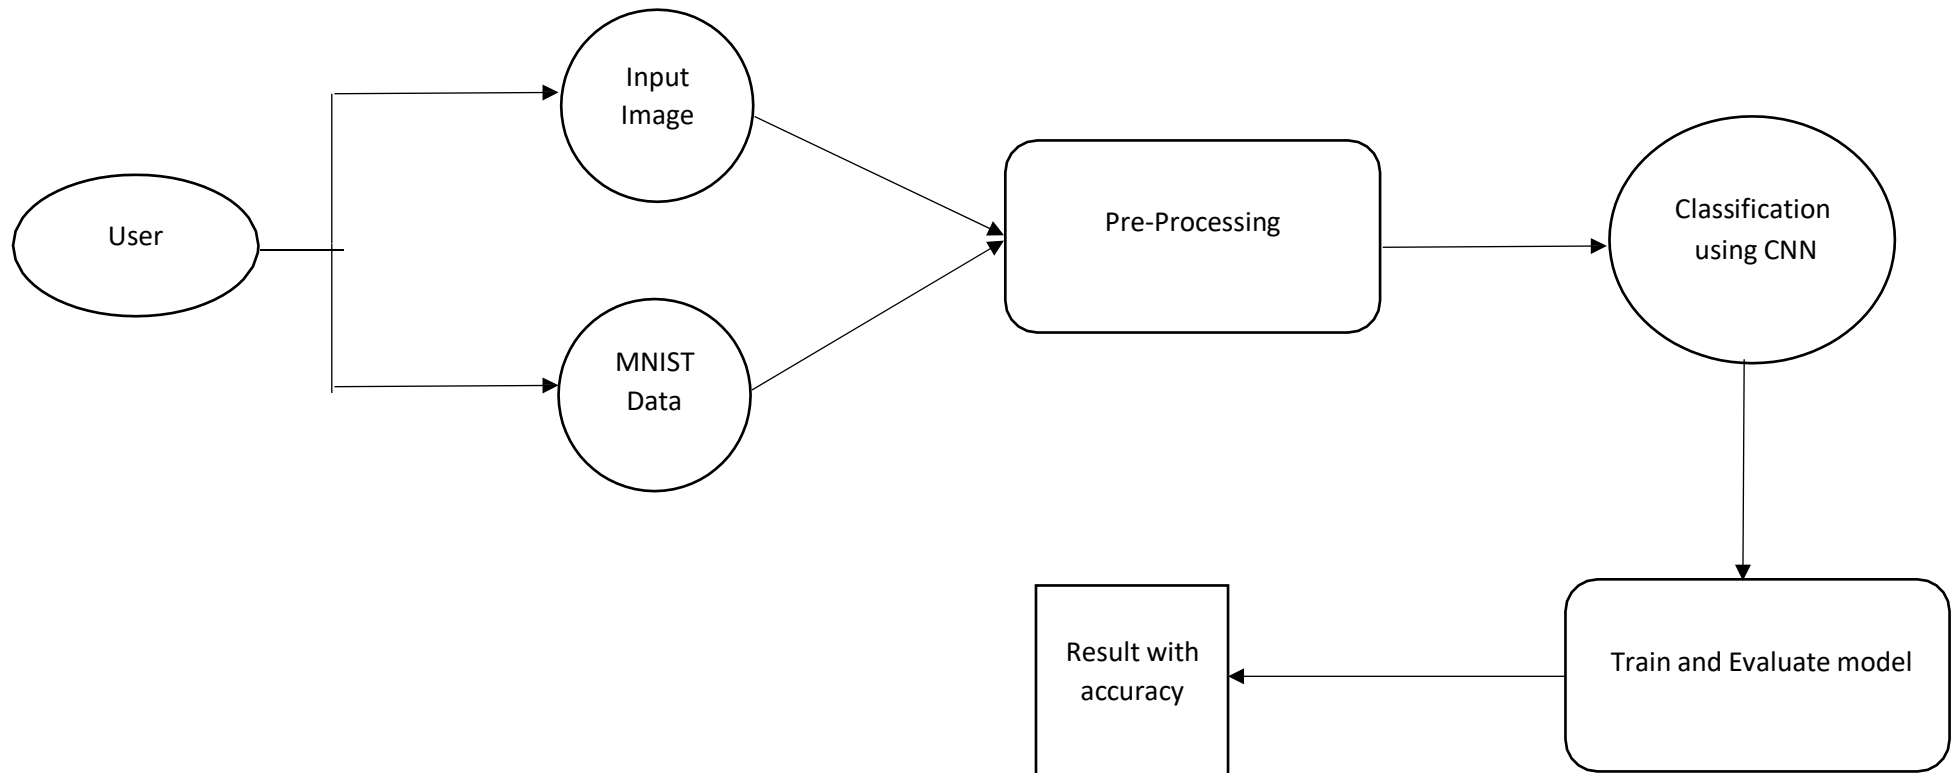 User
Input
Image
MNIST
Data
Pre-Processing
Classification
using CNN
Train and Evaluate model
Result with
accuracy